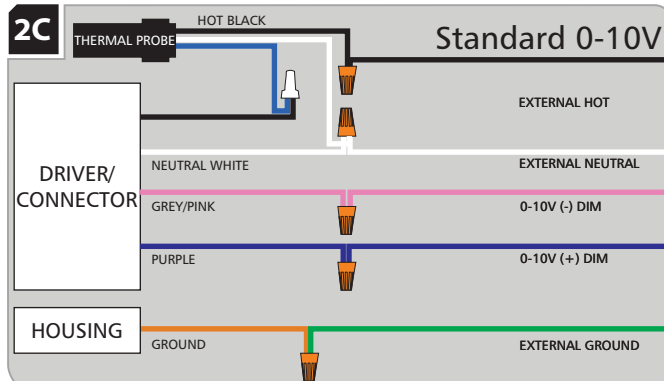 2C
HOT BLACK
THERMAL PROBE
Standard 0-10V
EXTERNAL HOT
DRIVER/
CONNECTOR
NEUTRAL WHITE
EXTERNAL NEUTRAL
GREY/PINK
0-10V (-) DIM
PURPLE
0-10V (+) DIM
HOUSING
GROUND
EXTERNAL GROUND